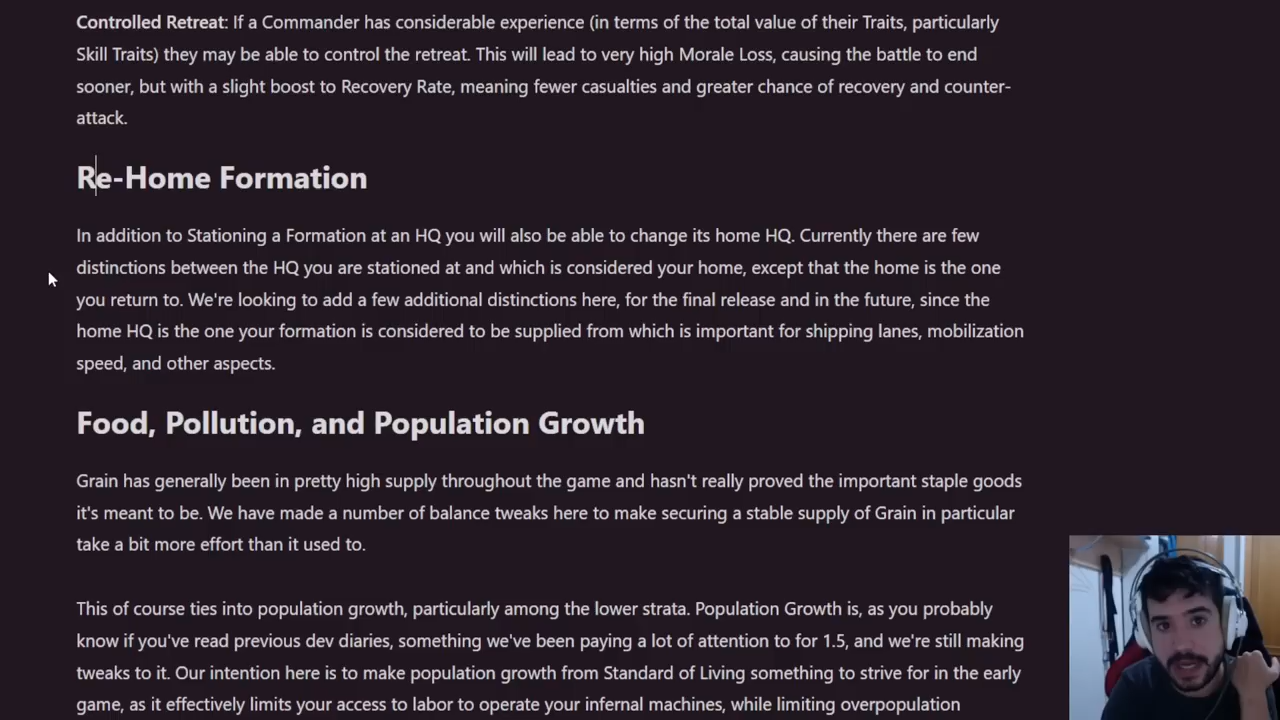 Controlled Retreat: If a Commander has considerable experience (in terms of the total value of their Traits, particularly
Skill Traits) they may be able to control the retreat. This will lead to very high Morale Loss, causing the battle to end
sooner, but with a slight boost to Recovery Rate, meaning fewer casualties and greater chance of recovery and counter-
attack.
Re-Home Formation
In addition to Stationing a Formation at an HQ you will also be able to change its home HQ. Currently there are few
distinctions between the HQ you are stationed at and which is considered your home, except that the home is the one
you return to. We're looking to add a few additional distinctions here, for the final release and in the future, since the
home HQ is the one your formation is considered to be supplied from which is important for shipping lanes, mobilization
speed, and other aspects.
Food, Pollution, and Population Growth
Grain has generally been in pretty high supply throughout the game and hasn't really proved the important staple goods
it's meant to be. We have made a number of balance tweaks here to make securing a stable supply of Grain in particular
take a bit more effort than it used to.
This of course ties into population growth, particularly among the lower strata. Population Growth is, as you probably
know if you've read previous dev diaries, something we've been paying a lot of attention to for 1.5, and we're still making
tweaks to it. Our intention here is to make population growth from Standard of Living something to strive for in the early
game, as it effectively limits your access to labor to operate your infernal machines, while limiting overpopulation